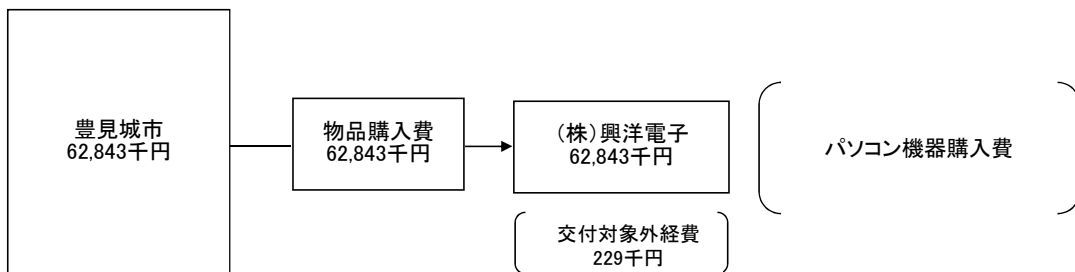 豊見城市
62,843千円
物品購入費
62,843千円
(株)興洋電子
62,843千円
パソコン機器購入費
交付対象外経費
229千円